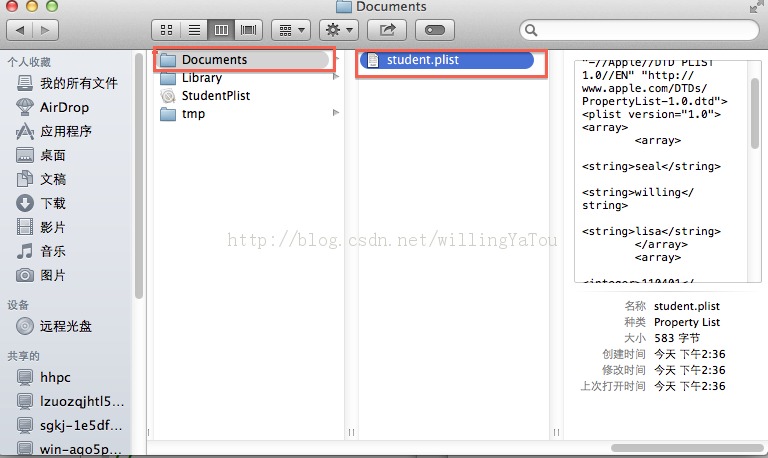 Documents
个人收藏
我的所有文件
AirDrop
应用程序
桌面
文稿
下载
影片
音乐
图片
设备
远程光盘
共享的
hhpc
lzuozqjhtl5...
sgkj-1e5df...
win-aqo5p...
Documents
Library
StudentPlist
tmp
student.plist
"-//Apple//DTD PLIST
1.0//EN" "http://
www.apple.com/DTDs/
PropertyList-1.0.dtd">
<plist version="1.0">
<array>
<array>
<string>seal</string>
<string>willing</
string>
<string>lisa</string>
</array>
<array>
<integer>110401</
名称 student.plist
种类 Property List
大小 583 字节
创建时间 今天 下午2:36
修改时间 今天 下午2:36
上次打开时间 今天 下午2:36
http://blog.csdn.net/willingYaTou